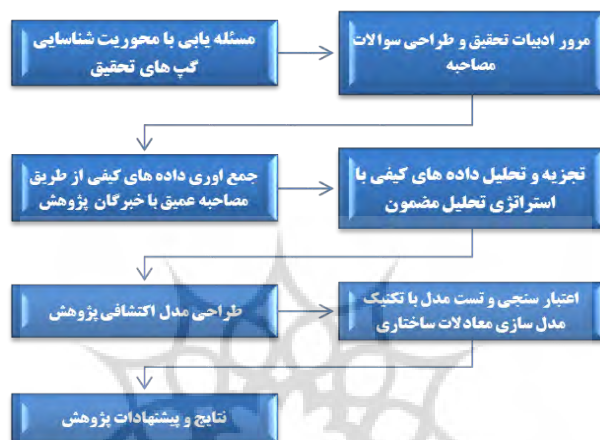 مسئله یابی با محوریت شناسایی
گپ های تحقیق
مرور ادبیات تحقیق و طراحی سوالات
مصاحبه
جمع اوری داده های کیفی از طریق
مصاحبه عمیق با خبرگان پژوهش
تجزیه و تحلیل داده های کیفی با
استراتژی تحلیل مضمون
طراحی مدل اکتشافی پژوهش
اعتبار سنجی و تست مدل با تکنیک
مدل سازی معادلات ساختاری
نتایج و پیشنهادات پژوهش